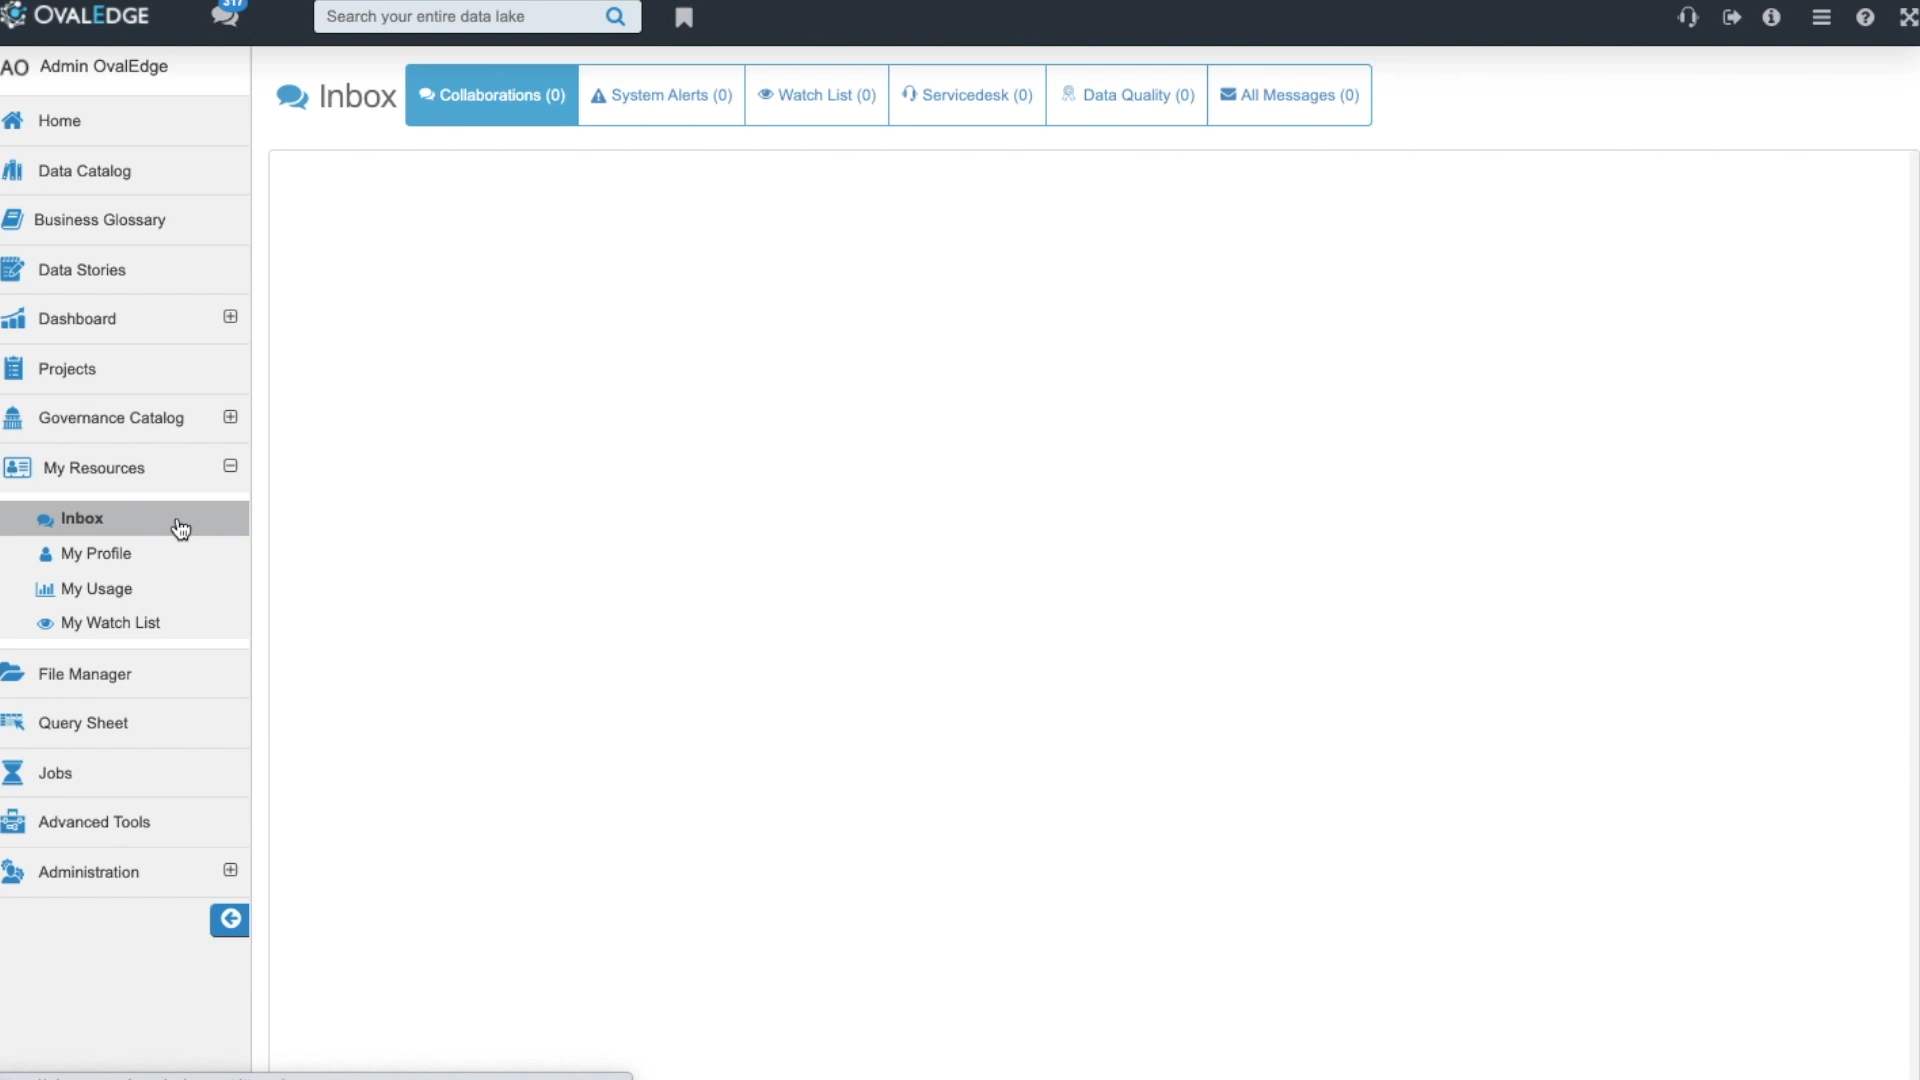 OVALEDGE
317
Search your entire data lake
AO Admin OvalEdge
Inbox
Collaborations (0)
System Alerts (0)
Watch List (0)
Servicedesk (0)
Data Quality (0)
All Messages (0)
Home
Data Catalog
Business Glossary
Data Stories
Dashboard
Projects
Governance Catalog
My Resources
Inbox
My Profile
My Usage
My Watch List
File Manager
Query Sheet
Jobs
Advanced Tools
Administration